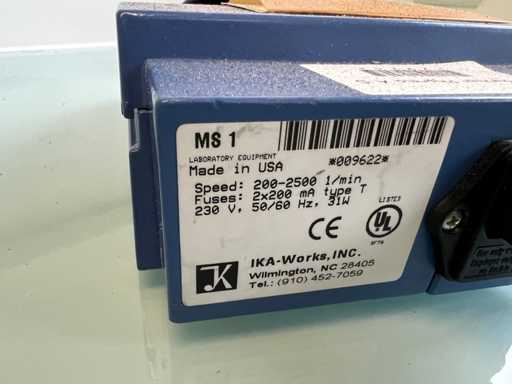 MS 1
LABORATORY EQUIPMENT
*009622*
Made in USA
Speed: 200-2500 1/min
Fuses: 2x200 mA type T
230 V, 50/60 Hz, 31W
LISTED
CE
UL
IKA-Works, INC.
Wilmington, NC 28405
Tel.: (910) 452-7059